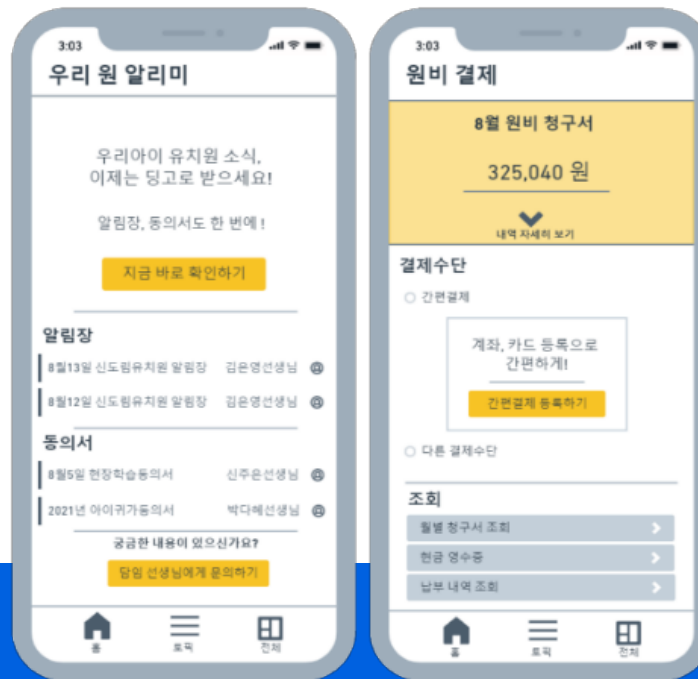 3:03
우리 원 알리미
우리아이 유치원 소식,
이제는 딩고로 받으세요!
알림장, 동의서도 한 번에 !
지금 바로 확인하기
알림장
8월13일 신도림유치원 알림장 김은영선생님
8월12일 신도림유치원 알림장 김은영선생님
동의서
8월5일 현장학습동의서 신주은선생님
2021년 아이귀가동의서 박다혜선생님
궁금한 내용이 있으신가요?
담임 선생님에게 문의하기
홈
토픽
전체
3:03
원비 결제
8월 원비 청구서
325,040 원
내역 자세히 보기
결제수단
간편결제
계좌, 카드 등록으로
간편하게!
간편결제 등록하기
다른 결제수단
조회
월별 청구서 조회
현금 영수증
납부 내역 조회
홈
토픽
전체